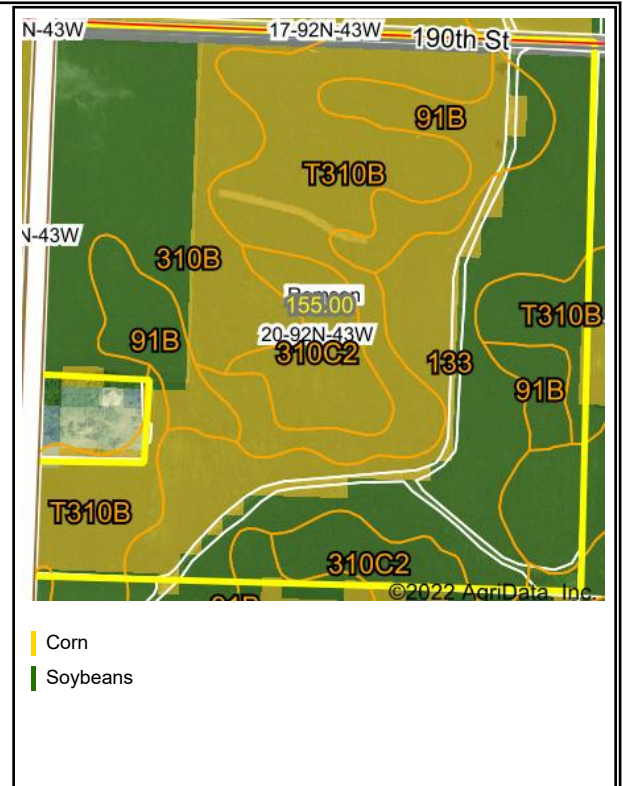 N-43W
17-92N-43W
190th St
91B
T310B
N-43W
310B
155.00
T310B
20-92N-43W
91B
310C2
133
91B
T310B
310C2
©2022 AgriData, Inc.
Corn
Soybeans